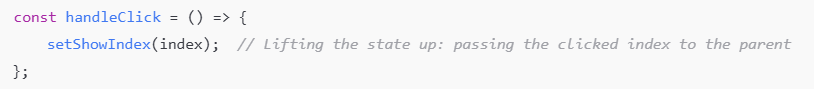 const handleClick = () => {
    setShowIndex(index);  // Lifting the state up: passing the clicked index to the parent
};